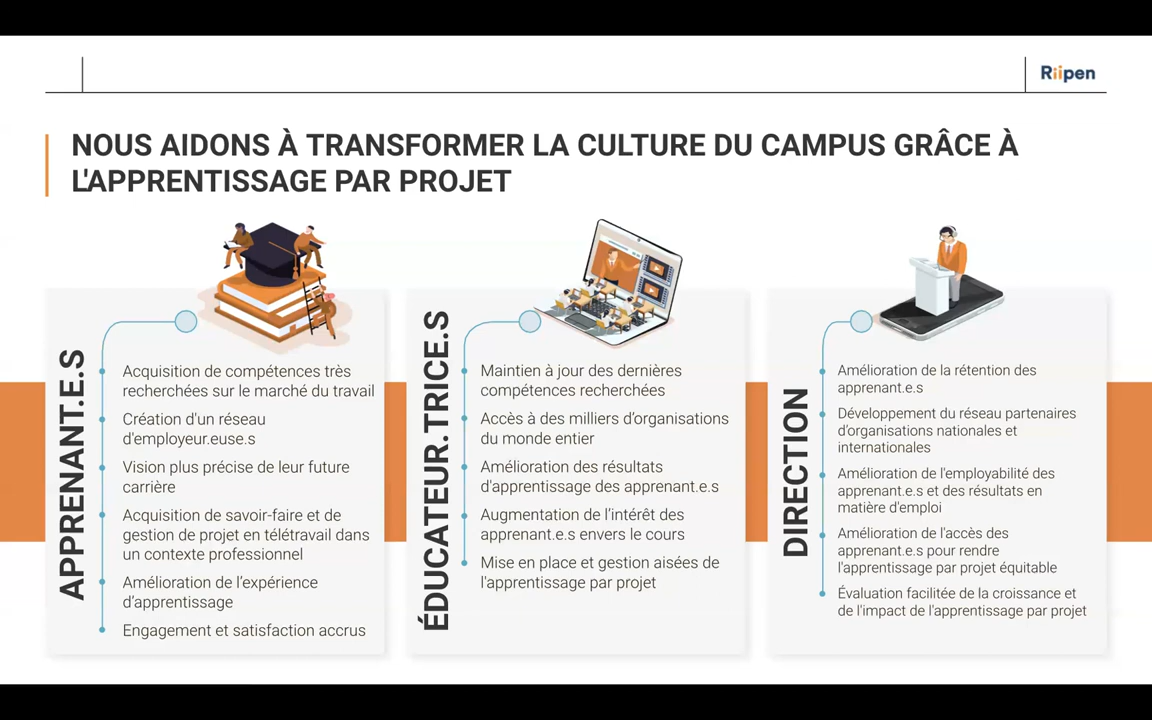 Riipen
NOUS AIDONS À TRANSFORMER LA CULTURE DU CAMPUS GRÂCE À
L'APPRENTISSAGE PAR PROJET
APPRENANT.E.S
Acquisition de compétences très
recherchées sur le marché du travail
Création d'un réseau
d'employeur.euse.s
Vision plus précise de leur future
carrière
Acquisition de savoir-faire et de
gestion de projet en télétravail dans
un contexte professionnel
Amélioration de l’expérience
d’apprentissage
Engagement et satisfaction accrus
ÉDUCATEUR.TRICE.S
Maintien à jour des dernières
compétences recherchées
Accès à des milliers d’organisations
du monde entier
Amélioration des résultats
d'apprentissage des apprenant.e.s
Augmentation de l’intérêt des
apprenant.e.s envers le cours
Mise en place et gestion aisées de
l'apprentissage par projet
DIRECTION
Amélioration de la rétention des
apprenant.e.s
Développement du réseau partenaires
d’organisations nationales et
internationales
Amélioration de l'employabilité des
apprenant.e.s et des résultats en
matière d'emploi
Amélioration de l'accès des
apprenant.e.s pour rendre
l'apprentissage par projet équitable
Évaluation facilitée de la croissance et
de l'impact de l'apprentissage par projet